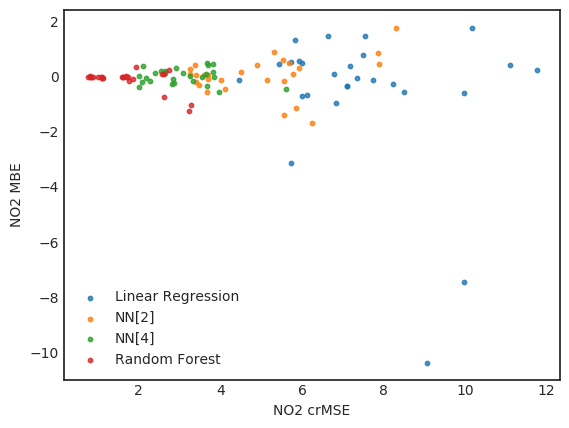 2
0
−2
−4
−6
−8
−10
NO2 MBE
Linear Regression
NN[2]
NN[4]
Random Forest
2 4 6 8 10 12
NO2 crMSE